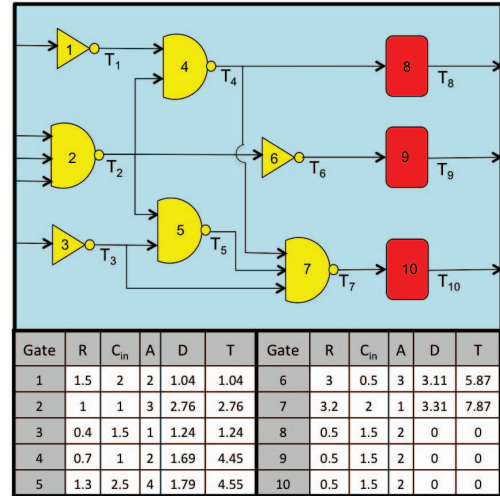 1 T1 4 T4 8 T8
2 T2 6 T6 9 T9
3 T3 5 T5 7 T7 10 T10
Gate R Cin A D T Gate R Cin A D T
1 1.5 2 2 1.04 1.04 6 3 0.5 3 3.11 5.87
2 1 1 3 2.76 2.76 7 3.2 2 1 3.31 7.87
3 0.4 1.5 1 1.24 1.24 8 0.5 1.5 2 0 0
4 0.7 1 2 1.69 4.45 9 0.5 1.5 2 0 0
5 1.3 2.5 4 1.79 4.55 10 0.5 1.5 2 0 0